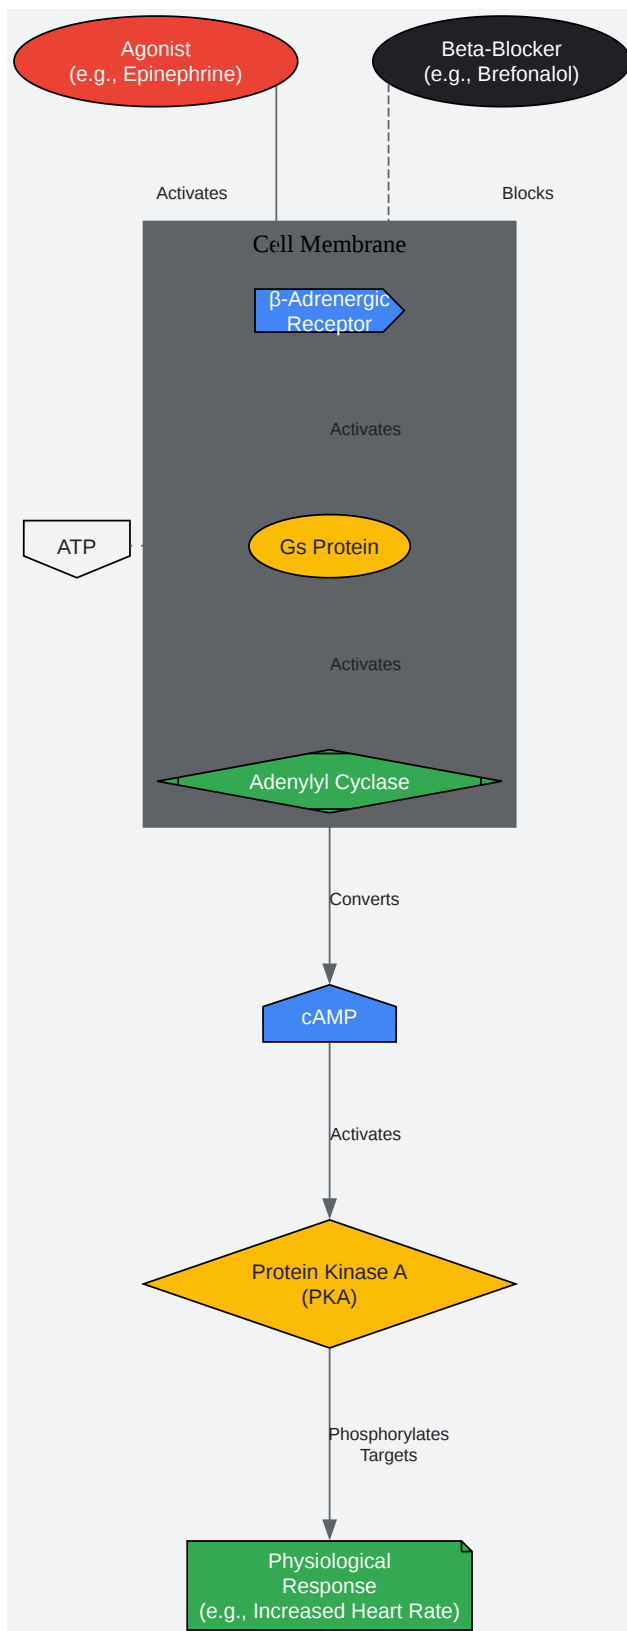 Agonist
(e.g., Epinephrine)
Beta-Blocker
(e.g., Brefonalol)
Activates
Blocks
Cell Membrane
β-Adrenergic
Receptor
Activates
ATP
Gs Protein
Activates
Adenylyl Cyclase
Converts
cAMP
Activates
Protein Kinase A
(PKA)
Phosphorylates
Targets
Physiological
Response
(e.g., Increased Heart Rate)